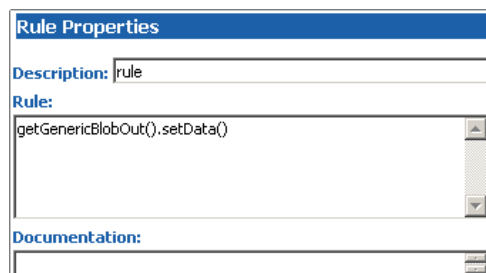 Rule Properties
Description: rule
Rule:
getGenericBlobOut().setData()
Documentation: